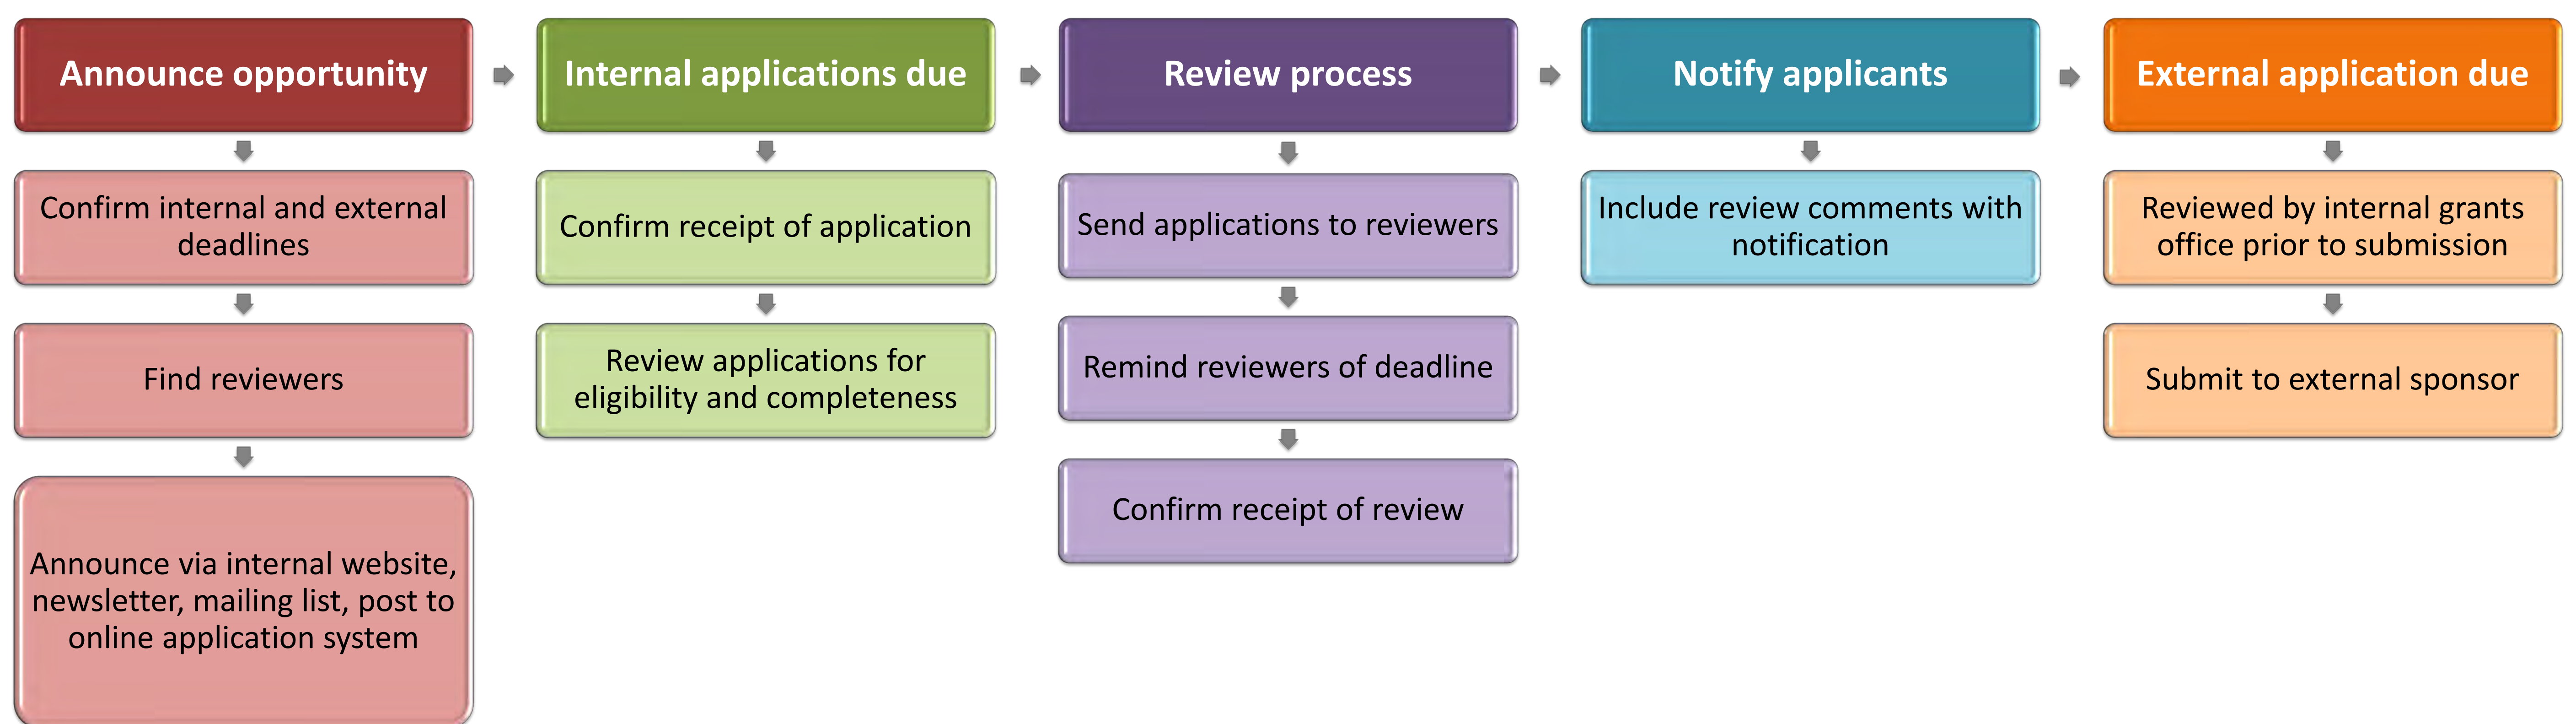 Announce opportunity
Confirm internal and external
deadlines
Find reviewers
Announce via internal website,
newsletter, mailing list, post to
online application system
Internal applications due
Confirm receipt of application
Review applications for
eligibility and completeness
Review process
Send applications to reviewers
Remind reviewers of deadline
Confirm receipt of review
Notify applicants
Include review comments with
notification
External application due
Reviewed by internal grants
office prior to submission
Submit to external sponsor